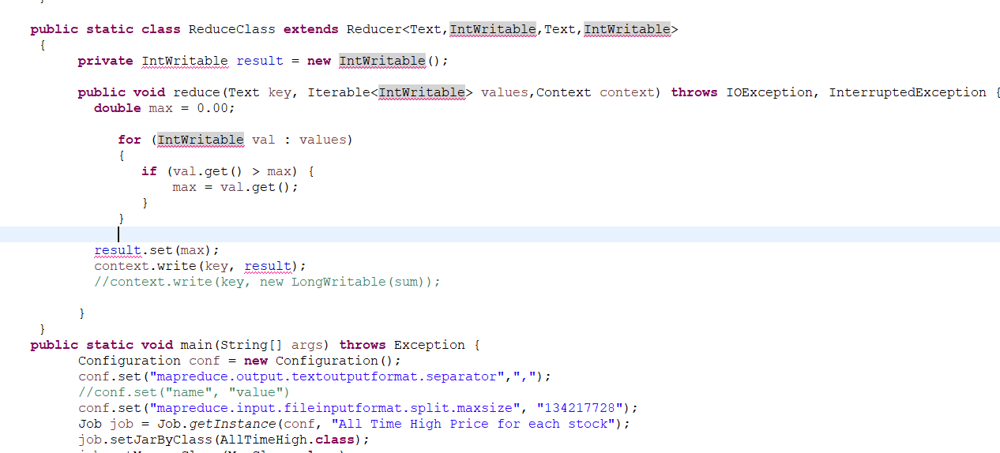 public static class ReduceClass extends Reducer<Text,IntWritable,Text,IntWritable>
{
private IntWritable result = new IntWritable();
public void reduce(Text key, Iterable<IntWritable> values,Context context) throws IOException, InterruptedException {
double max = 0.00;
for (IntWritable val : values)
{
if (val.get() > max) {
max = val.get();
}
}
result.set(max);
context.write(key, result);
//context.write(key, new LongWritable(sum));
}
}
public static void main(String[] args) throws Exception {
Configuration conf = new Configuration();
conf.set("mapreduce.output.textoutputformat.separator",",");
//conf.set("name", "value")
conf.set("mapreduce.input.fileinputformat.split.maxsize", "134217728");
Job job = Job.getInstance(conf, "All Time High Price for each stock");
job.setJarByClass(AllTimeHigh.class);